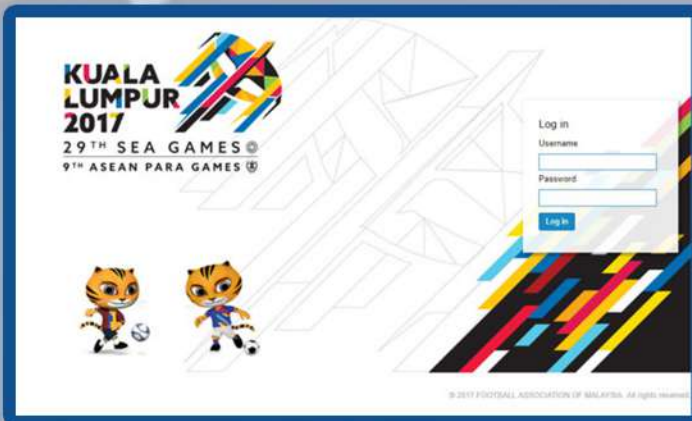 KUALA
LUMPUR
2017
29TH SEA GAMES
9TH ASEAN PARA GAMES
Log in
Username
Password
Log in
© 2017 FOOTBALL ASSOCIATION OF MALAYSIA. All rights reserved.